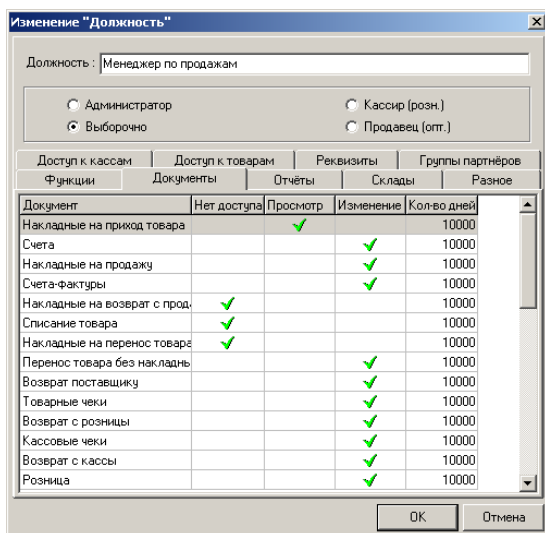 Изменение "Должность"
Должность : Менеджер по продажам
Администратор Кассир (розн.)
Выборочно Продавец (опт.)
Доступ к кассам Доступ к товарам Реквизиты Группы партнёров
Функции Документы Отчёты Склады Разное
Документ Нет доступа Просмотр Изменение Кол-во дней
Накладные на приход товара 10000
Счета 10000
Накладные на продажу 10000
Счета-фактуры 10000
Накладные на возврат с прод 10000
Списание товара 10000
Накладные на перенос товара 10000
Перенос товара без накладнь 10000
Возврат поставщику 10000
Товарные чеки 10000
Возврат с розницы 10000
Кассовые чеки 10000
Возврат с кассы 10000
Розница 10000
OK Отмена